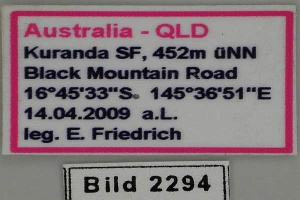 Australia - QLD
Kuranda SF, 452m üNN
Black Mountain Road
16°45'33"S 145°36'51"E
14.04.2009 a.L.
leg. E. Friedrich
Bild 2294